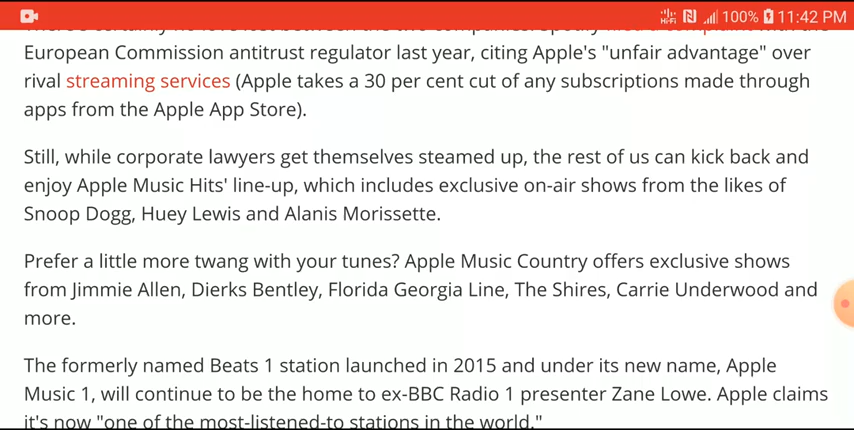 Hi-Fi 100% 11:42 PM
European Commission antitrust regulator last year, citing Apple's "unfair advantage" over
rival streaming services (Apple takes a 30 per cent cut of any subscriptions made through
apps from the Apple App Store).
Still, while corporate lawyers get themselves steamed up, the rest of us can kick back and
enjoy Apple Music Hits' line-up, which includes exclusive on-air shows from the likes of
Snoop Dogg, Huey Lewis and Alanis Morissette.
Prefer a little more twang with your tunes? Apple Music Country offers exclusive shows
from Jimmie Allen, Dierks Bentley, Florida Georgia Line, The Shires, Carrie Underwood and
more.
The formerly named Beats 1 station launched in 2015 and under its new name, Apple
Music 1, will continue to be the home to ex-BBC Radio 1 presenter Zane Lowe. Apple claims
it's now "one of the most-listened-to stations in the world."